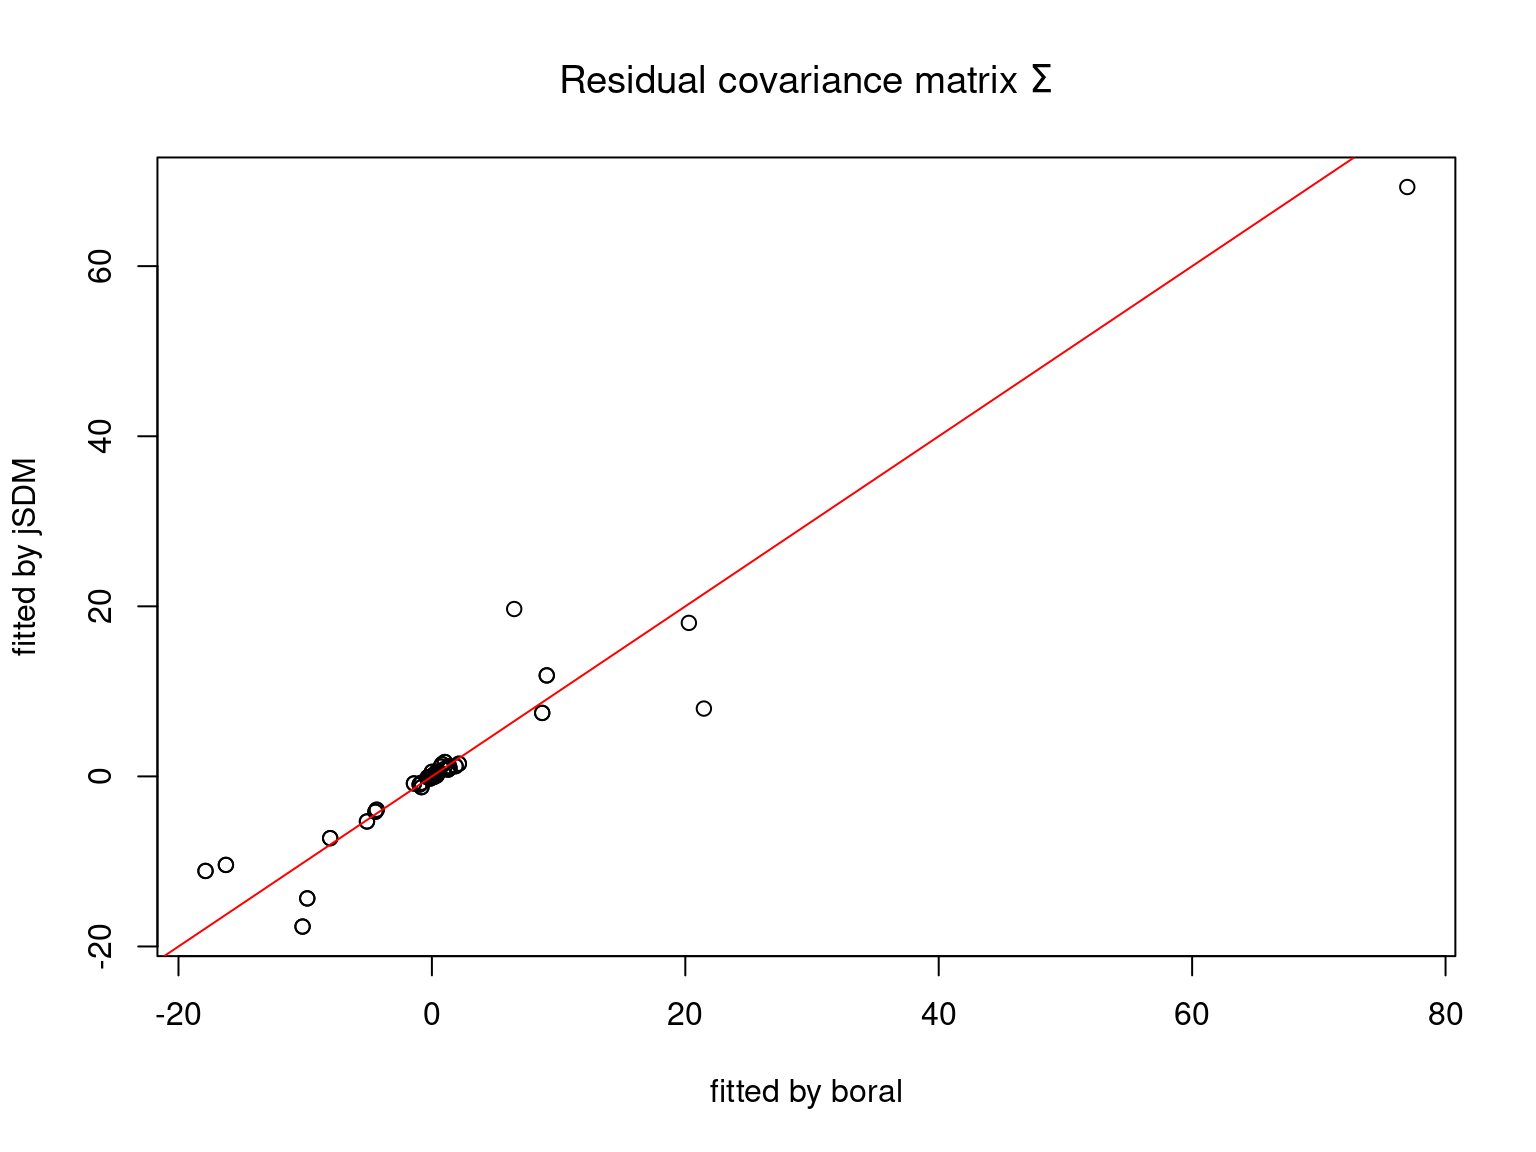 Residual covariance matrix Σ
fitted by jSDM
60
40
20
0
-20
-20 0 20 40 60 80
fitted by boral